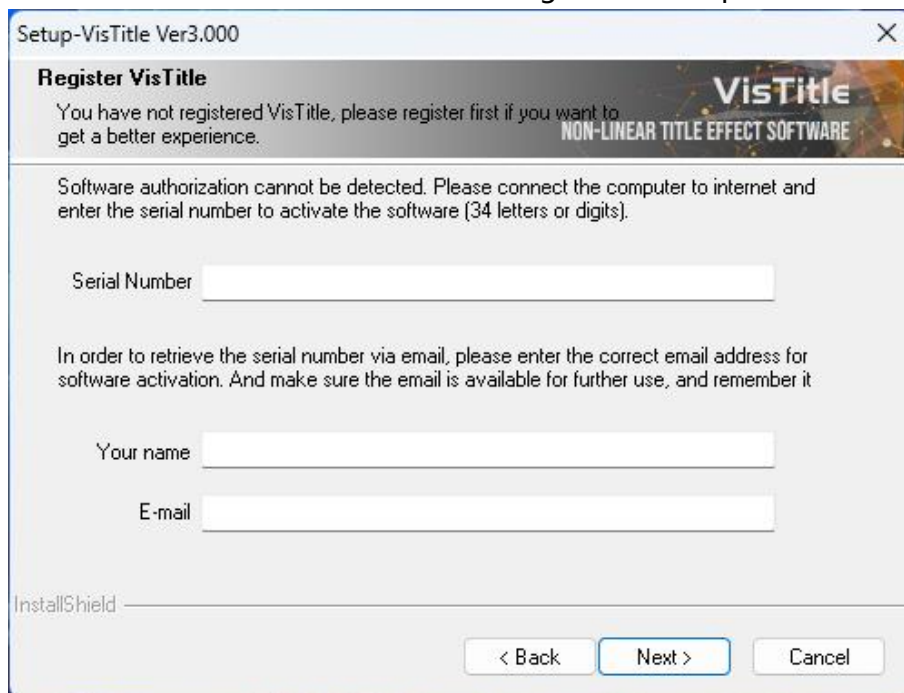 Setup-VisTitle Ver3.000
Register VisTitle
You have not registered VisTitle, please register first if you want to
get a better experience.
VisTitle
NON-LINEAR TITLE EFFECT SOFTWARE
Software authorization cannot be detected. Please connect the computer to internet and
enter the serial number to activate the software (34 letters or digits).
Serial Number
In order to retrieve the serial number via email, please enter the correct email address for
software activation. And make sure the email is available for further use, and remember it
Your name
E-mail
InstallShield
< Back
Next >
Cancel